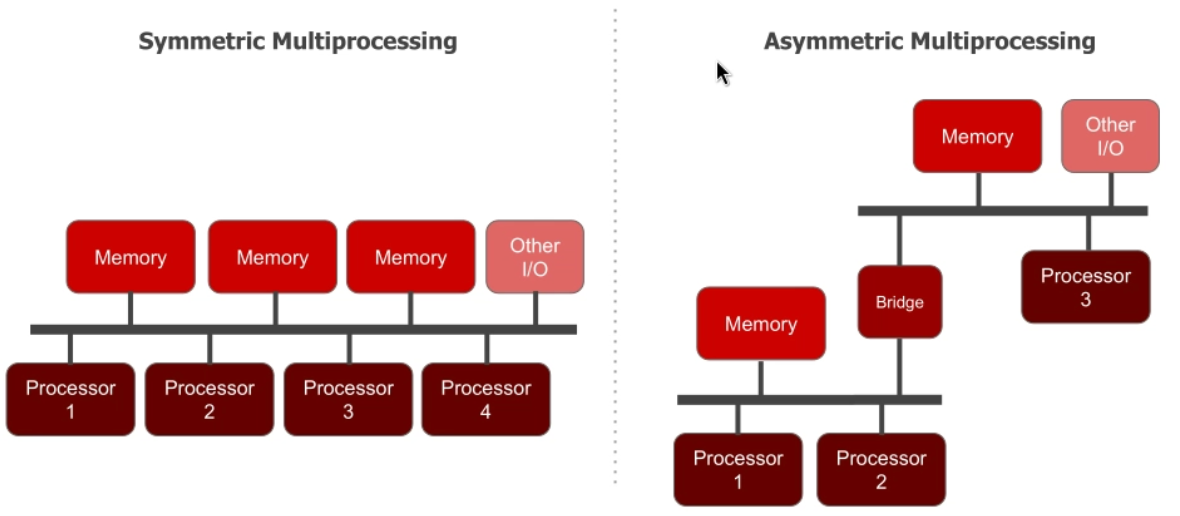 Symmetric Multiprocessing
Memory
Memory
Memory
Other
I/O
Processor
1
Processor
2
Processor
3
Processor
4
Asymmetric Multiprocessing
Memory
Other
I/O
Processor
3
Bridge
Memory
Processor
1
Processor
2